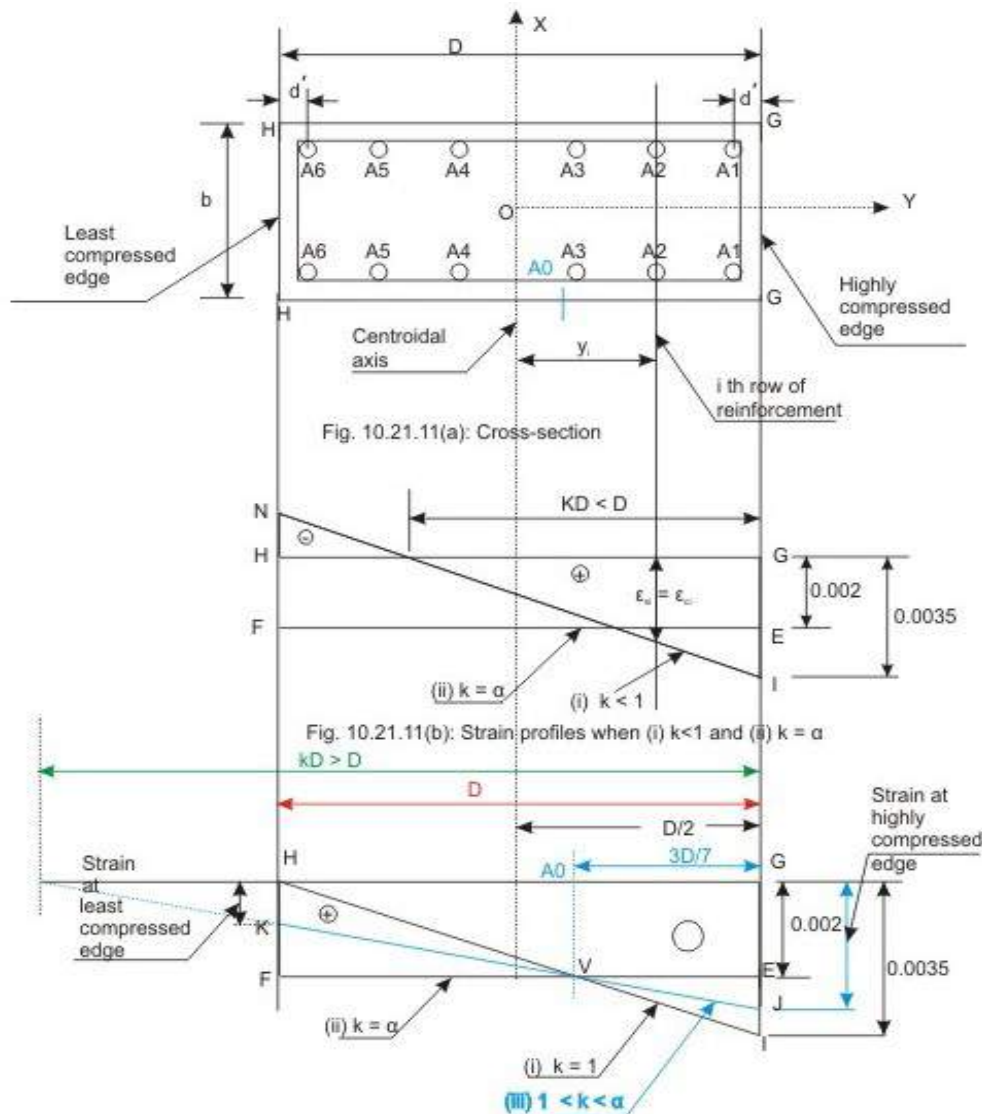 X
D
d'
d'
H
G
A6
A5
A4
A3
A2
A1
b
O
Y
Least
compressed
edge
A6
A5
A4
A3
A2
A1
A0
H
G
Highly
compressed
edge
Centroidal
axis
yi
i th row of
reinforcement
Fig. 10.21.11(a): Cross-section
N
KD < D
-
H
G
+
0.002
0.0035
F
E
(ii) k = α
(i) k < 1
I
Fig. 10.21.11(b): Strain profiles when (i) k<1 and (ii) k = α
kD > D
D
Strain at
highly
compressed
edge
D/2
3D/7
H
G
A0
Strain
at
least
compressed
edge
K
+
0.002
0.0035
F
V
E
J
(ii) k = α
I
(i) k = 1
(iii) 1 < k < α